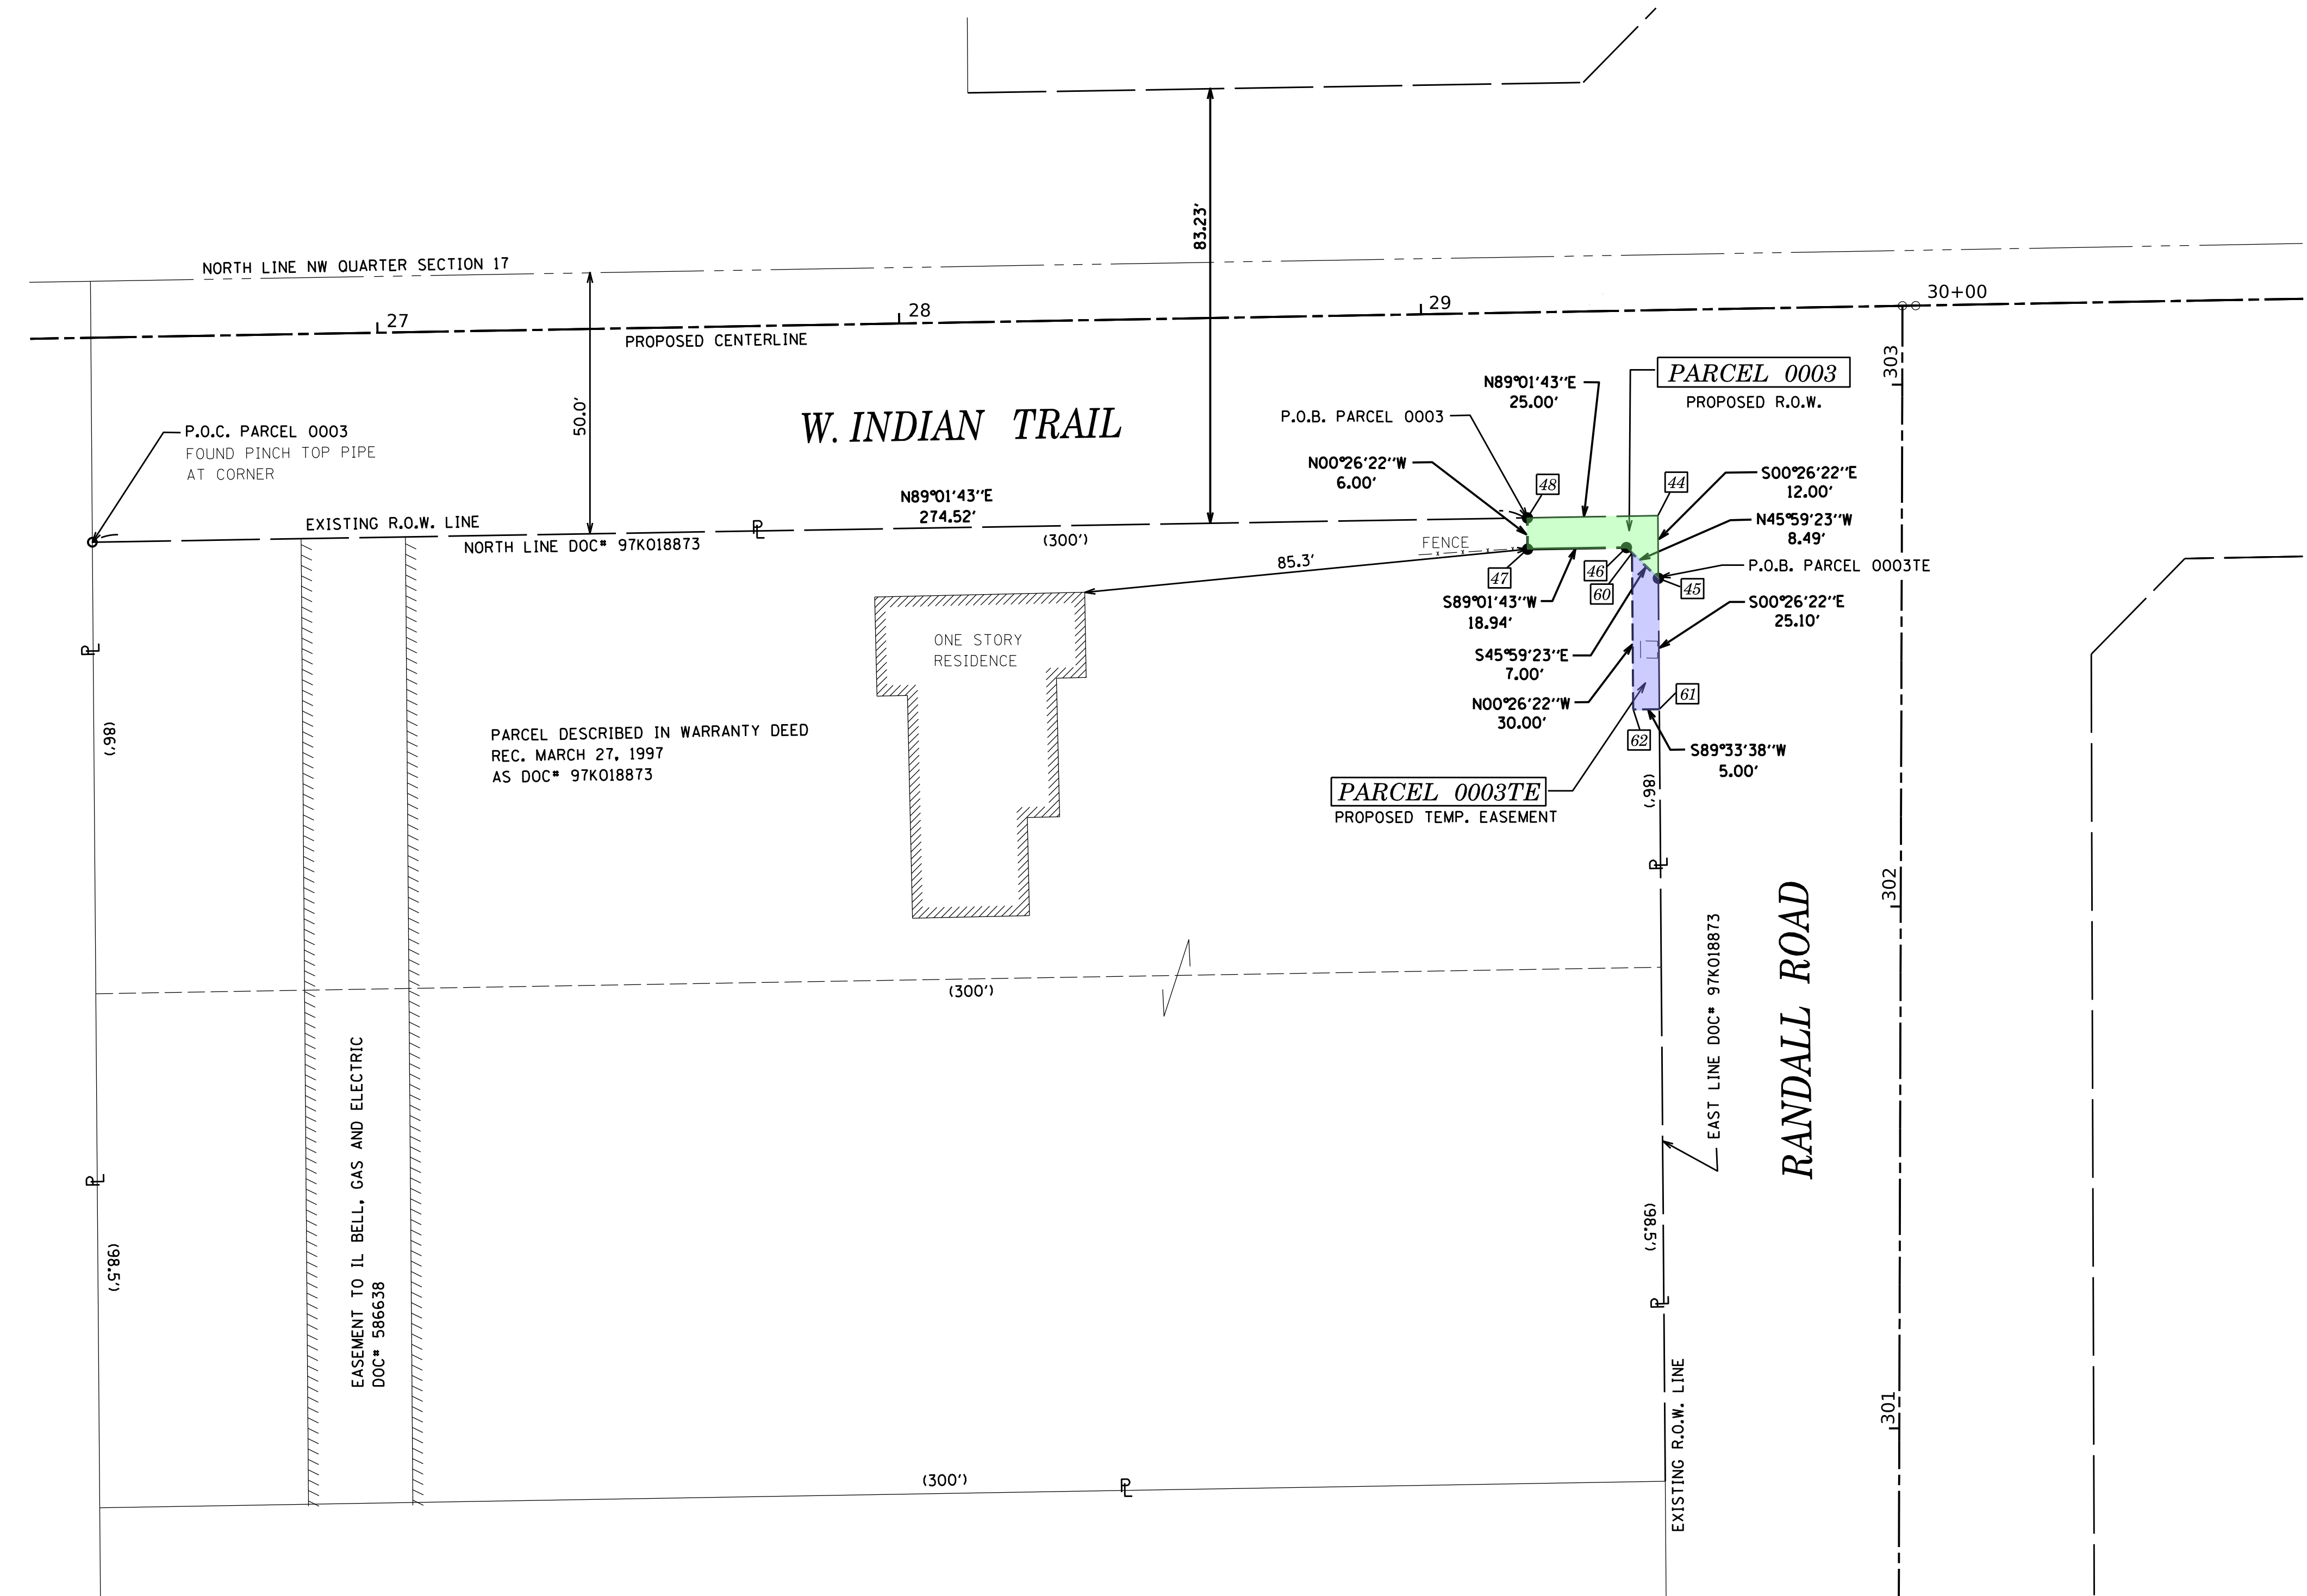 83.23'
NORTH LINE NW QUARTER SECTION 17
27
28
29
30+00
PROPOSED CENTERLINE
303
50.0'
W. INDIAN TRAIL
P.O.C. PARCEL 0003
FOUND PINCH TOP PIPE
AT CORNER
N89°01'43''E
25.00'
PARCEL 0003
PROPOSED R.O.W.
P.O.B. PARCEL 0003
N00°26'22''W
6.00'
48
44
S00°26'22''E
12.00'
N89°01'43''E
274.52'
EXISTING R.O.W. LINE
P
L
NORTH LINE DOC# 97K018873
(300')
FENCE
85.3'
N45°59'23''W
8.49'
P.O.B. PARCEL 0003TE
47
46
60
45
S89°01'43''W
18.94'
S00°26'22''E
25.10'
ONE STORY
RESIDENCE
S45°59'23''E
7.00'
N00°26'22''W
30.00'
61
62
S89°33'38''W
5.00'
PL
(86')
PARCEL DESCRIBED IN WARRANTY DEED
REC. MARCH 27, 1997
AS DOC# 97K018873
PARCEL 0003TE
PROPOSED TEMP. EASEMENT
(86')
PL
302
(300')
EAST LINE DOC# 97K018873
RANDALL ROAD
EASEMENT TO IL BELL, GAS AND ELECTRIC
DOC# 586638
PL
(98.5')
(98.5')
PL
301
EXISTING R.O.W. LINE
(300')
PL